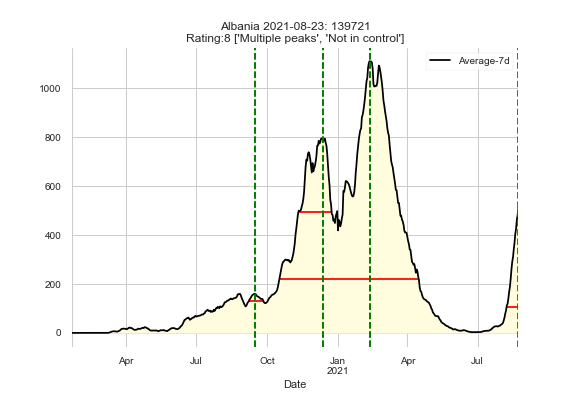 Albania 2021-08-23: 139721
Rating:8 ['Multiple peaks', 'Not in control']
Average-7d
1000
800
600
400
200
0
Apr Jul Oct Jan Apr Jul
2021
Date